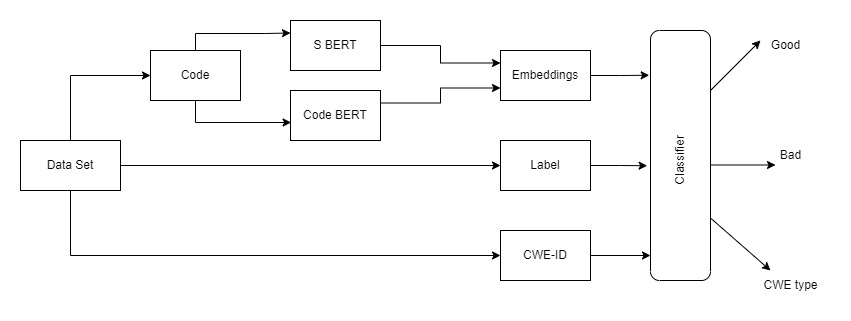 S BERT
Good
Code
Embeddings
Code BERT
Classifier
Data Set
Label
Bad
CWE-ID
CWE type